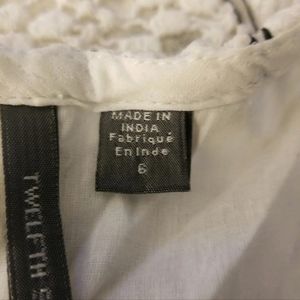 MADE IN
INDIA
Fabriqué
En Inde
6
TWELFTH